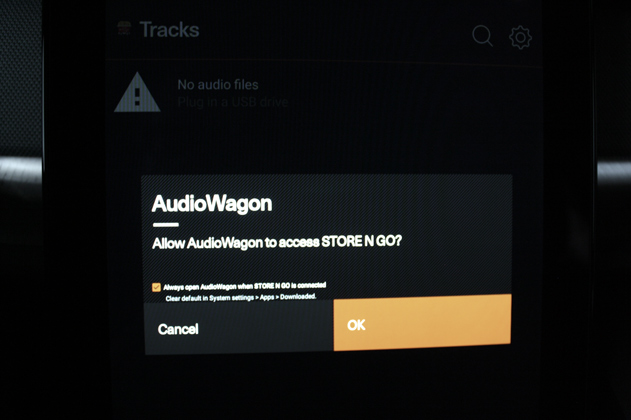 Tracks
No audio files
Plug in a USB drive
AudioWagon
Allow AudioWagon to access STORE N GO?
Always open AudioWagon when STORE N GO is connected
Clear default in System settings > Apps > Downloaded.
Cancel
OK